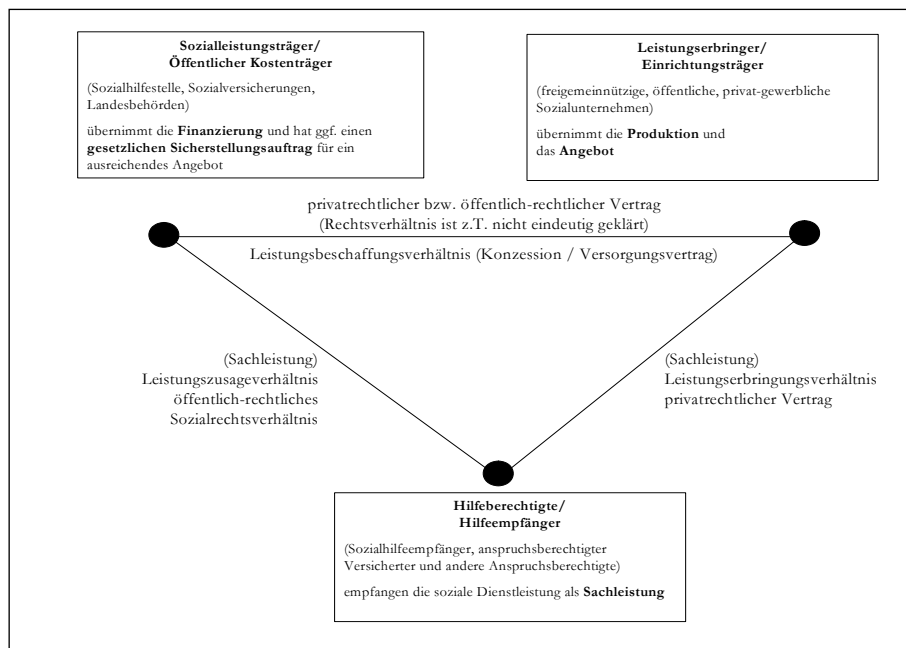 Sozialleistungsträger/
Öffentlicher Kostenträger
(Sozialhilfestelle, Sozialversicherungen,
Landesbehörden)
übernimmt die Finanzierung und hat ggf. einen
gesetzlichen Sicherstellungsauftrag für ein
ausreichendes Angebot
Leistungserbringer/
Einrichtungsträger
(freigemeinnützige, öffentliche, privat-gewerbliche
Sozialunternehmen)
übernimmt die Produktion und
das Angebot
privatrechtlicher bzw. öffentlich-rechtlicher Vertrag
(Rechtsverhältnis ist z.T. nicht eindeutig geklärt)
Leistungsbeschaffungsverhältnis (Konzession / Versorgungsvertrag)
(Sachleistung)
Leistungszusageverhältnis
öffentlich-rechtliches
Sozialrechtsverhältnis
(Sachleistung)
Leistungserbringungsverhältnis
privatrechtlicher Vertrag
Hilfeberechtigte/
Hilfeempfänger
(Sozialhilfeempfänger, anspruchsberechtigter
Versicherter und andere Anspruchsberechtigte)
empfangen die soziale Dienstleistung als Sachleistung